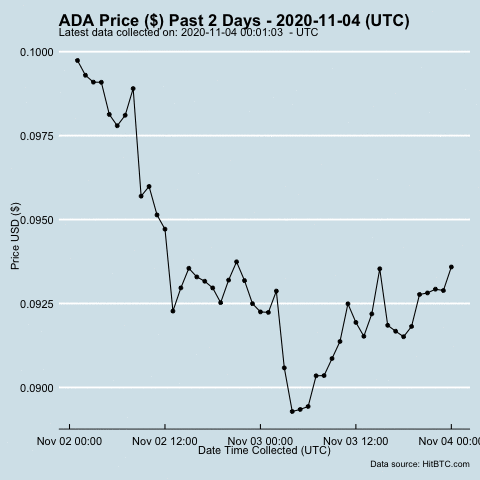 ADA Price ($) Past 2 Days - 2020-11-04 (UTC)
Latest data collected on: 2020-11-04 00:01:03 - UTC
0.1000
0.0975
0.0950
0.0925
0.0900
Price USD ($)
Nov 02 00:00 Nov 02 12:00 Nov 03 00:00 Nov 03 12:00 Nov 04 00:00
Date Time Collected (UTC)
Data source: HitBTC.com